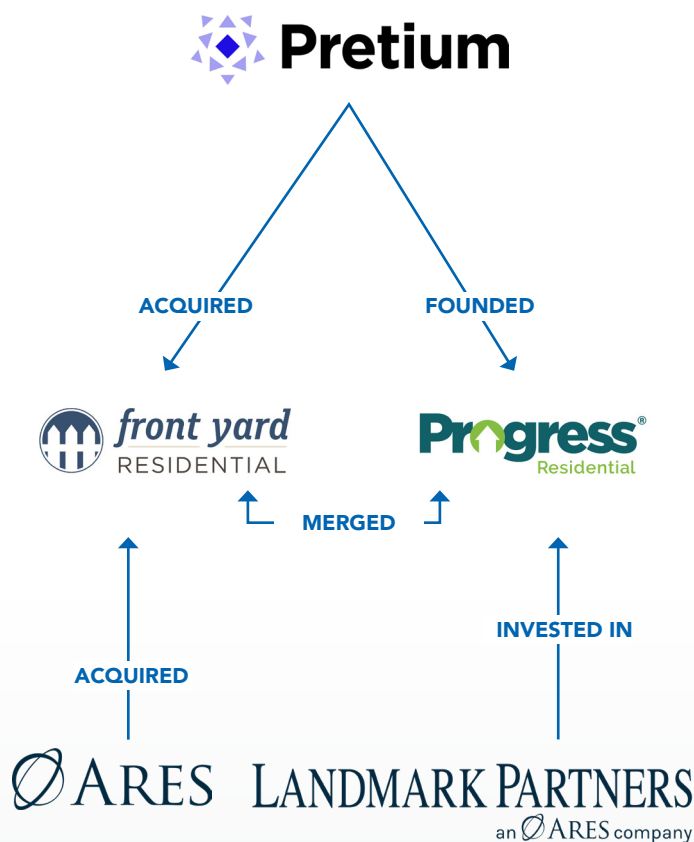 Pretium
ACQUIRED
FOUNDED
front yard
RESIDENTIAL
Progress®
Residential
MERGED
INVESTED IN
ACQUIRED
ARES
LANDMARK PARTNERS
an ARES company